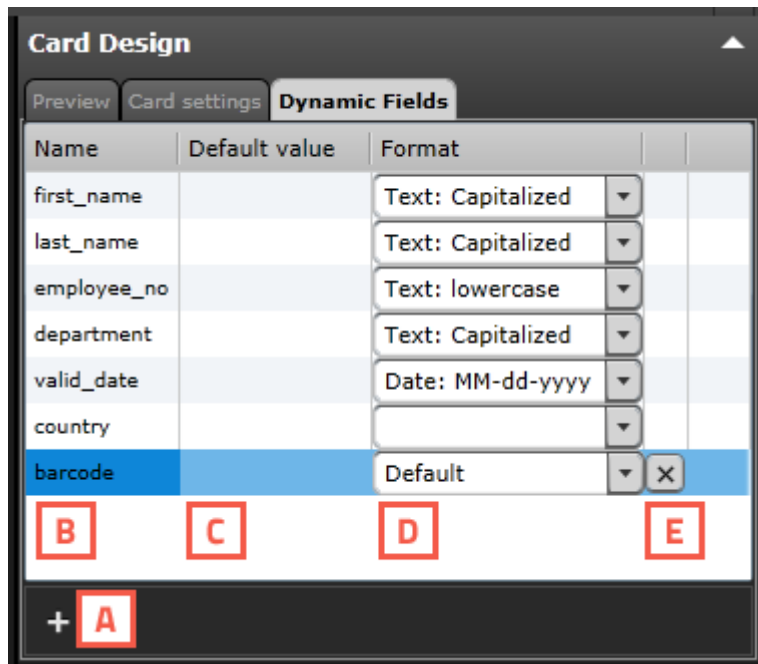 Card Design
Preview Card settings Dynamic Fields
Name Default value Format
first_name Text: Capitalized
last_name Text: Capitalized
employee_no Text: lowercase
department Text: Capitalized
valid_date Date: MM-dd-yyyy
country
barcode Default
B C D E
+ A